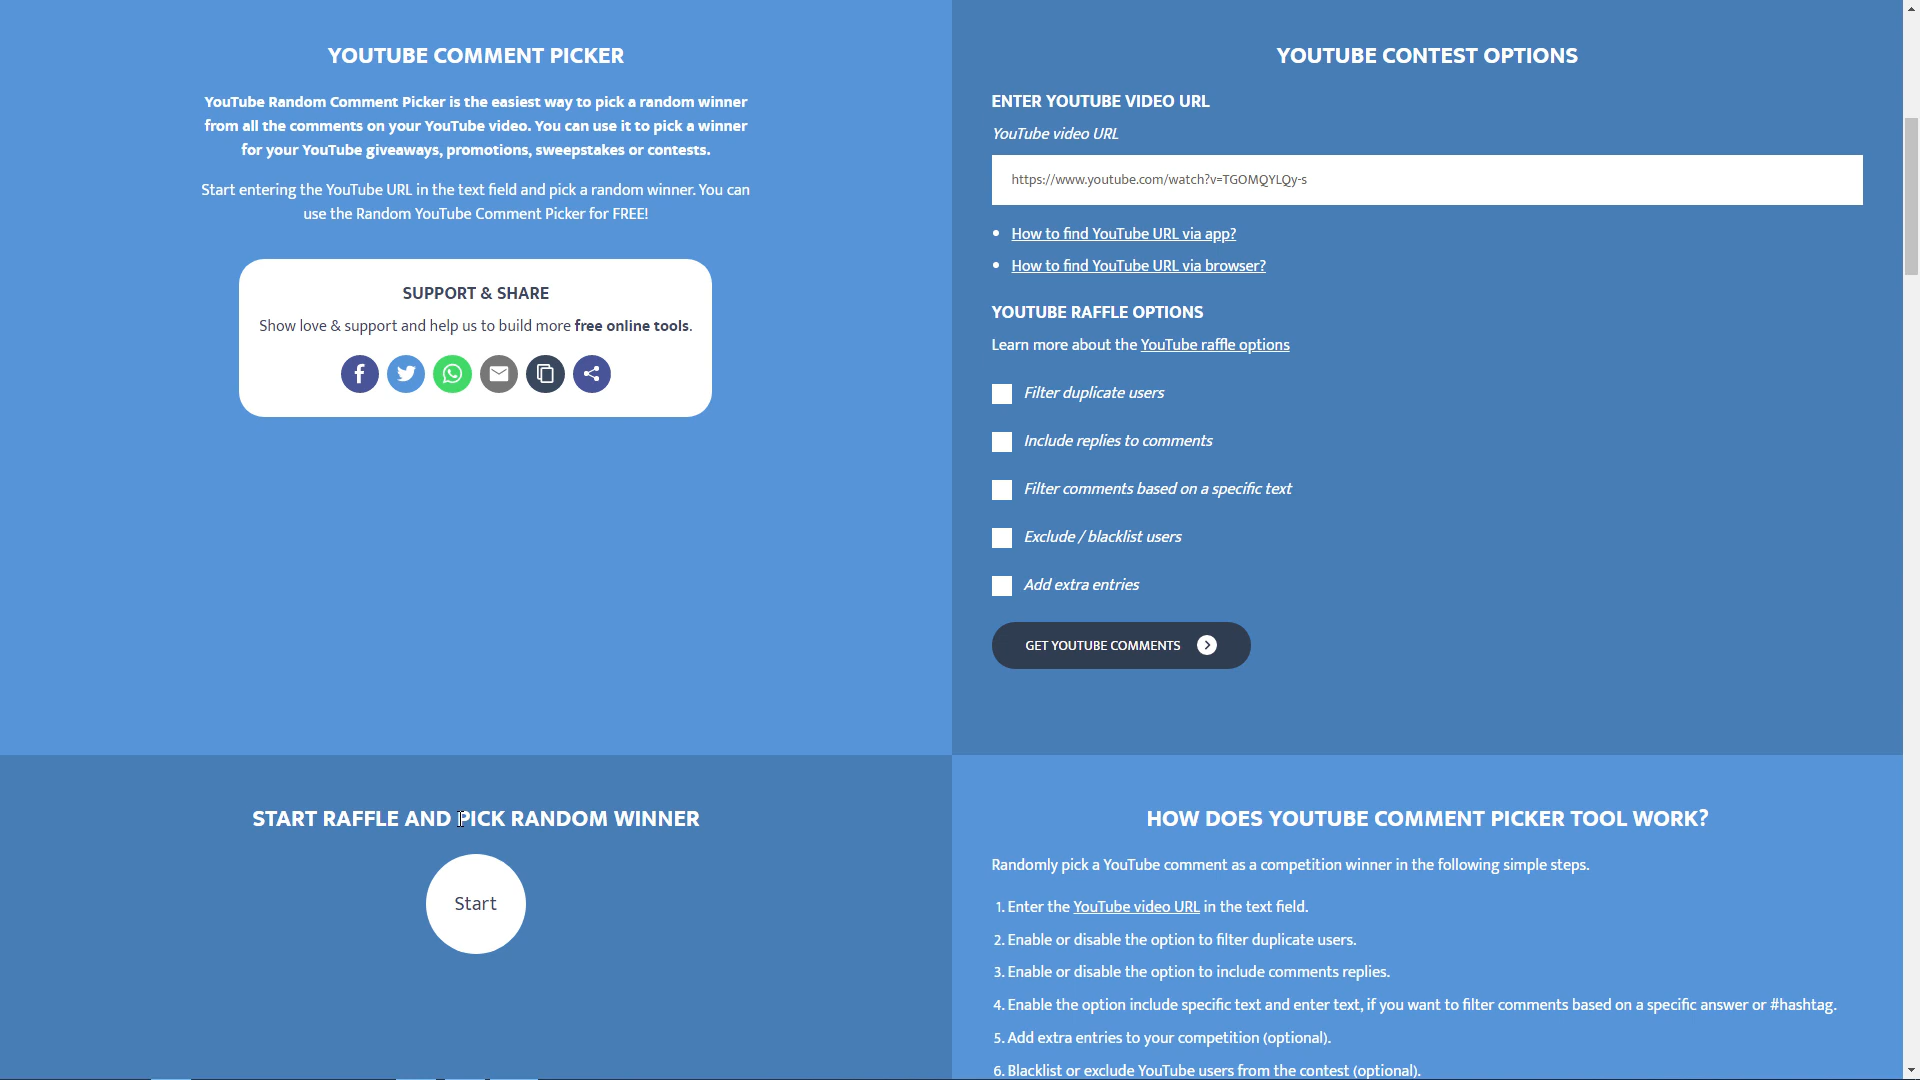 YOUTUBE COMMENT PICKER
YouTube Random Comment Picker is the easiest way to pick a random winner
from all the comments on your YouTube video. You can use it to pick a winner
for your YouTube giveaways, promotions, sweepstakes or contests.
Start entering the YouTube URL in the text field and pick a random winner. You can
use the Random YouTube Comment Picker for FREE!
SUPPORT & SHARE
Show love & support and help us to build more free online tools.
YOUTUBE CONTEST OPTIONS
ENTER YOUTUBE VIDEO URL
YouTube video URL
https://www.youtube.com/watch?v=TGOMQYLQy-s
How to find YouTube URL via app?
How to find YouTube URL via browser?
YOUTUBE RAFFLE OPTIONS
Learn more about the YouTube raffle options
Filter duplicate users
Include replies to comments
Filter comments based on a specific text
Exclude / blacklist users
Add extra entries
GET YOUTUBE COMMENTS
START RAFFLE AND PICK RANDOM WINNER
Start
HOW DOES YOUTUBE COMMENT PICKER TOOL WORK?
Randomly pick a YouTube comment as a competition winner in the following simple steps.
1. Enter the YouTube video URL in the text field.
2. Enable or disable the option to filter duplicate users.
3. Enable or disable the option to include comments replies.
4. Enable the option include specific text and enter text, if you want to filter comments based on a specific answer or #hashtag.
5. Add extra entries to your competition (optional).
6. Blacklist or exclude YouTube users from the contest (optional).